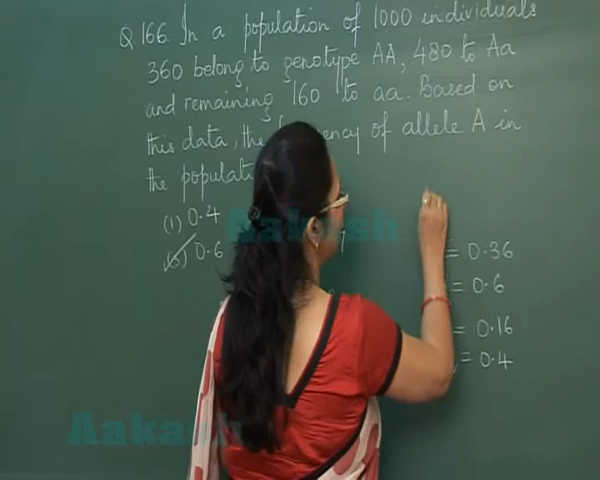 Q 166. In a population of 1000 individuals
360 belong to genotype AA, 480 to Aa
and remaining 160 to aa. Based on
this data, the of allele A in
the
(1) 0.4
0.6
= 0.36
= 0.6
= 0.16
= 0.4
Aakash
Aakash